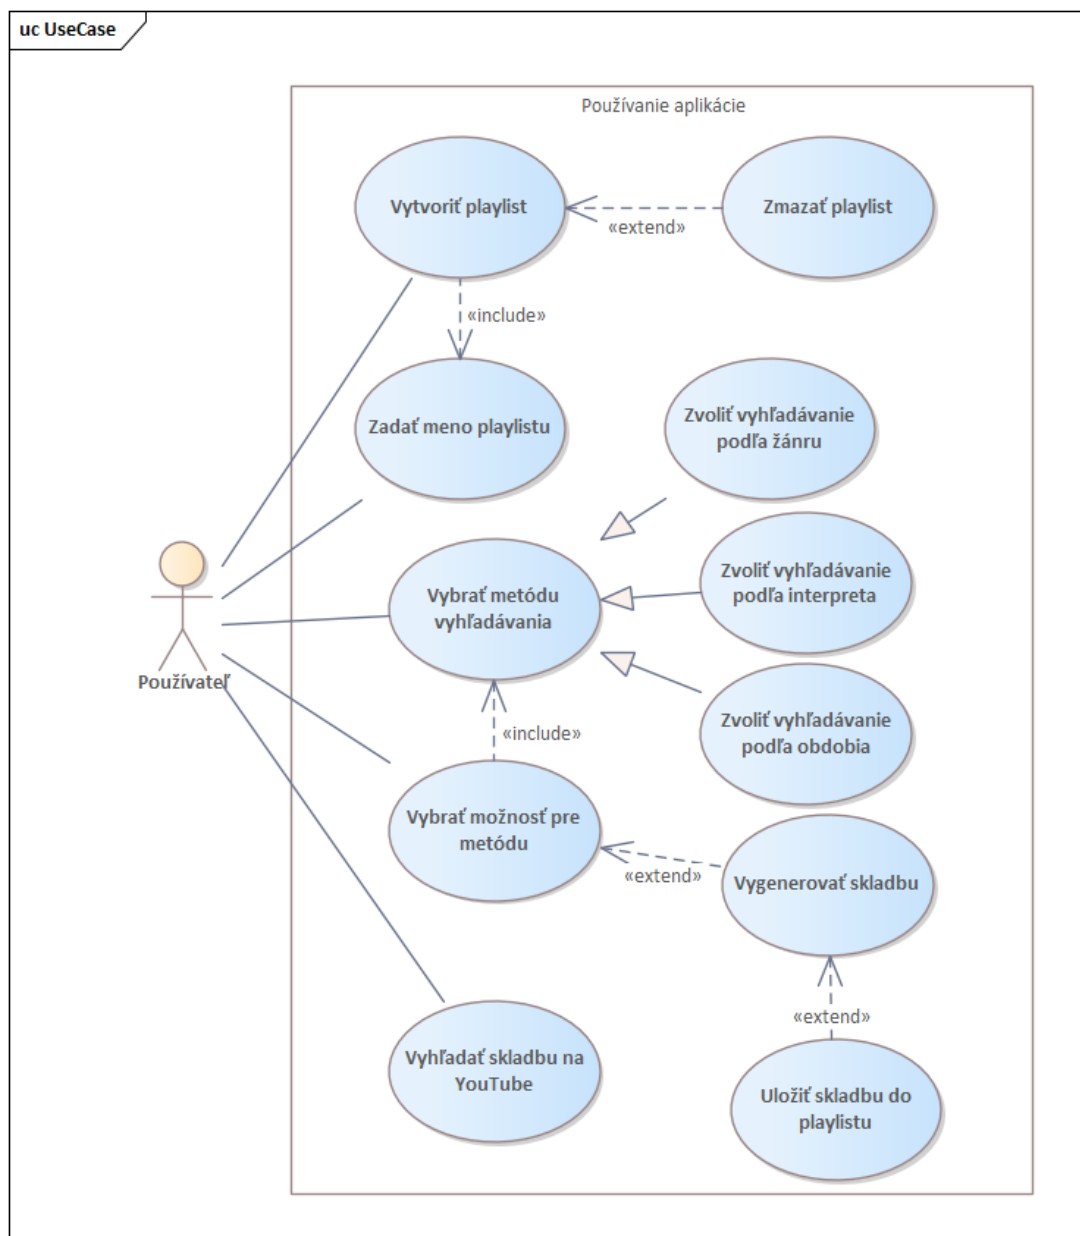 uc UseCase
Používanie aplikácie
Vytvoriť playlist
Zmazať playlist
«extend»
«include»
Zadať meno playlistu
Zvoliť vyhľadávanie
podľa žánru
Vybrať metódu
vyhľadávania
Zvoliť vyhľadávanie
podľa interpreta
Používateľ
Zvoliť vyhľadávanie
podľa obdobia
«include»
Vybrať možnosť pre
metódu
«extend»
Vygenerovať skladbu
«extend»
Vyhľadať skladbu na
YouTube
Uložiť skladbu do
playlistu